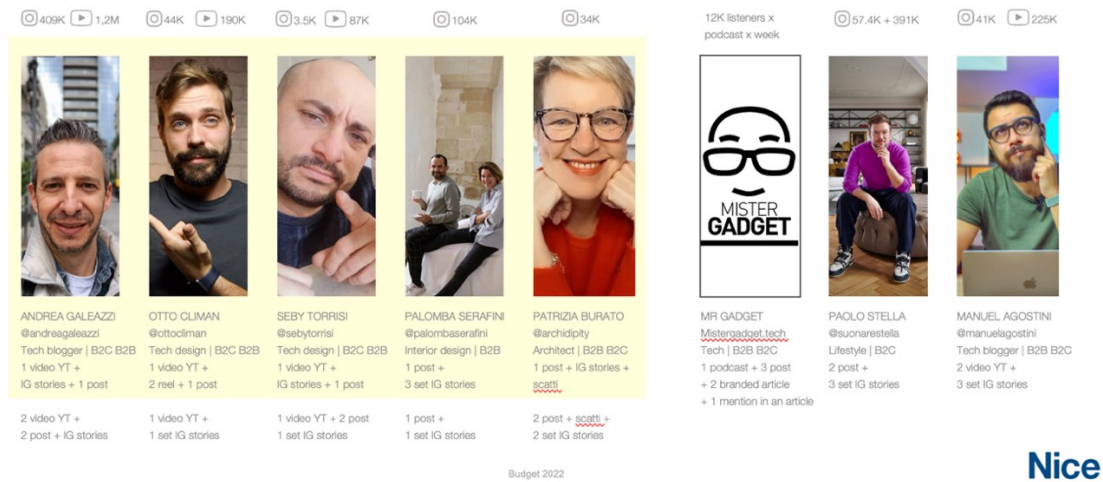 409K 1,2M
44K 190K
3.5K 87K
104K
34K
12K listeners x
podcast x week
57.4K + 391K
41K 225K
MISTER
GADGET
ANDREA GALEAZZI
@andreagaleazzi
Tech blogger | B2C B2B
1 video YT +
IG stories + 1 post
2 video YT +
2 post + IG stories
OTTO CLIMAN
@ottocliman
Tech design | B2C B2B
1 video YT +
2 reel + 1 post
1 video YT +
1 set IG stories
SEBY TORRISI
@sebytorrisi
Tech design | B2C B2B
1 video YT +
IG stories + 1 post
1 video YT + 2 post
1 set IG stories
PALOMBA SERAFINI
@palombaserafini
Interior design | B2B
1 post +
3 set IG stories
1 post +
1 set IG stories
PATRIZIA BURATO
@archidipity
Architect | B2B B2C
1 post + IG stories +
scatti
2 post + scatti +
2 set IG stories
MR GADGET
Mistergadget.tech
Tech | B2B B2C
1 podcast + 3 post
+ 2 branded article
+ 1 mention in an article
PAOLO STELLA
@suonarestella
Lifestyle | B2C
2 post +
3 set IG stories
MANUEL AGOSTINI
@manuelagostini
Tech blogger | B2B B2C
2 video YT +
3 set IG stories
Budget 2022
Nice